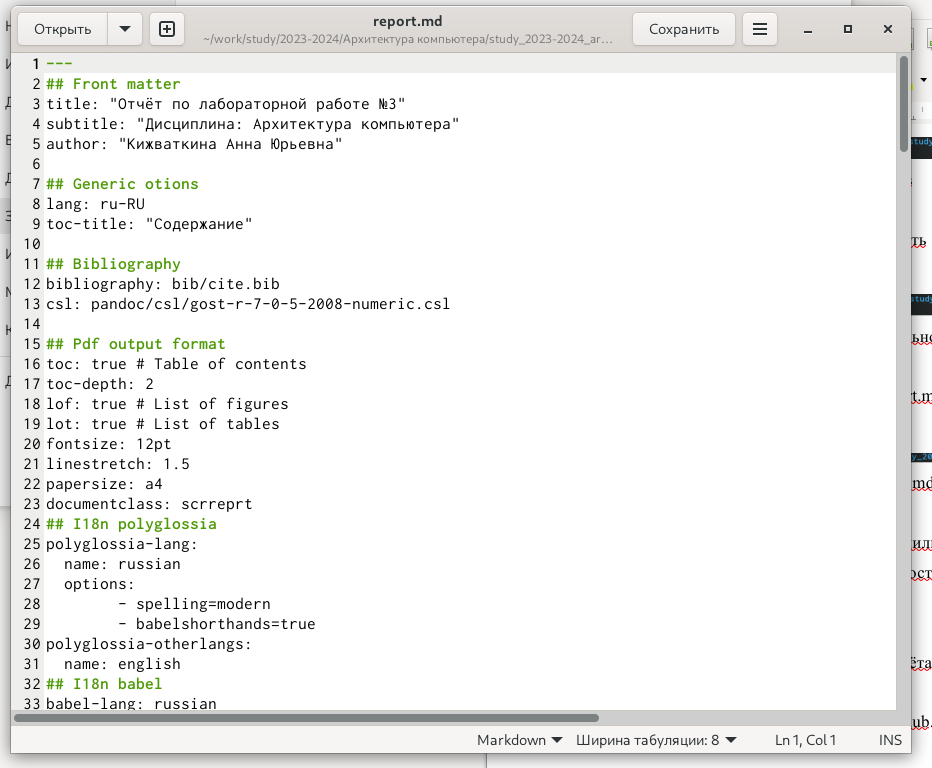 Открыть
report.md
~/work/study/2023-2024/Архитектура компьютера/study_2023-2024_ar...
Сохранить
1 ---
2 ## Front matter
3 title: "Отчёт по лабораторной работе №3"
4 subtitle: "Дисциплина: Архитектура компьютера"
5 author: "Кижваткина Анна Юрьевна"
6
7 ## Generic otions
8 lang: ru-RU
9 toc-title: "Содержание"
10
11 ## Bibliography
12 bibliography: bib/cite.bib
13 csl: pandoc/csl/gost-r-7-0-5-2008-numeric.csl
14
15 ## Pdf output format
16 toc: true # Table of contents
17 toc-depth: 2
18 lof: true # List of figures
19 lot: true # List of tables
20 fontsize: 12pt
21 linestretch: 1.5
22 papersize: a4
23 documentclass: scrreprt
24 ## I18n polyglossia
25 polyglossia-lang:
26   name: russian
27   options:
28         - spelling=modern
29         - babelshorthands=true
30 polyglossia-otherlangs:
31   name: english
32 ## I18n babel
33 babel-lang: russian
Markdown
Ширина табуляции: 8
Ln 1, Col 1
INS